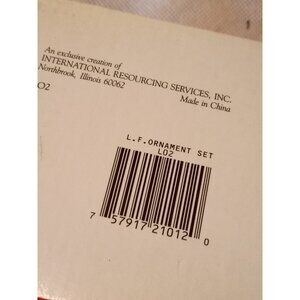 An exclusive creation of
INTERNATIONAL RESOURCING SERVICES, INC.
Northbrook, Illinois 60062
Made in China
O2
L.F.ORNAMENT SET
L02
7 57917 21012 0